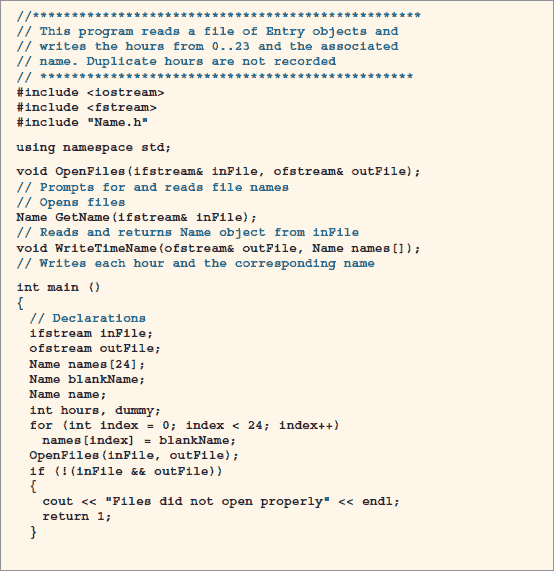 //**************************************************
// This program reads a file of Entry objects and
// writes the hours from 0..23 and the associated
// name. Duplicate hours are not recorded
// ************************************************
#include <iostream>
#include <fstream>
#include "Name.h"
using namespace std;
void OpenFiles(ifstream& inFile, ofstream& outFile);
// Prompts for and reads file names
// Opens files
Name GetName(ifstream& inFile);
// Reads and returns Name object from inFile
void WriteTimeName(ofstream& outFile, Name names[]);
// Writes each hour and the corresponding name
int main ()
{
  // Declarations
  ifstream inFile;
  ofstream outFile;
  Name names[24];
  Name blankName;
  Name name;
  int hours, dummy;
  for (int index = 0; index < 24; index++)
    names[index] = blankName;
  OpenFiles(inFile, outFile);
  if (!(inFile && outFile))
  {
    cout << "Files did not open properly" << endl;
    return 1;
  }